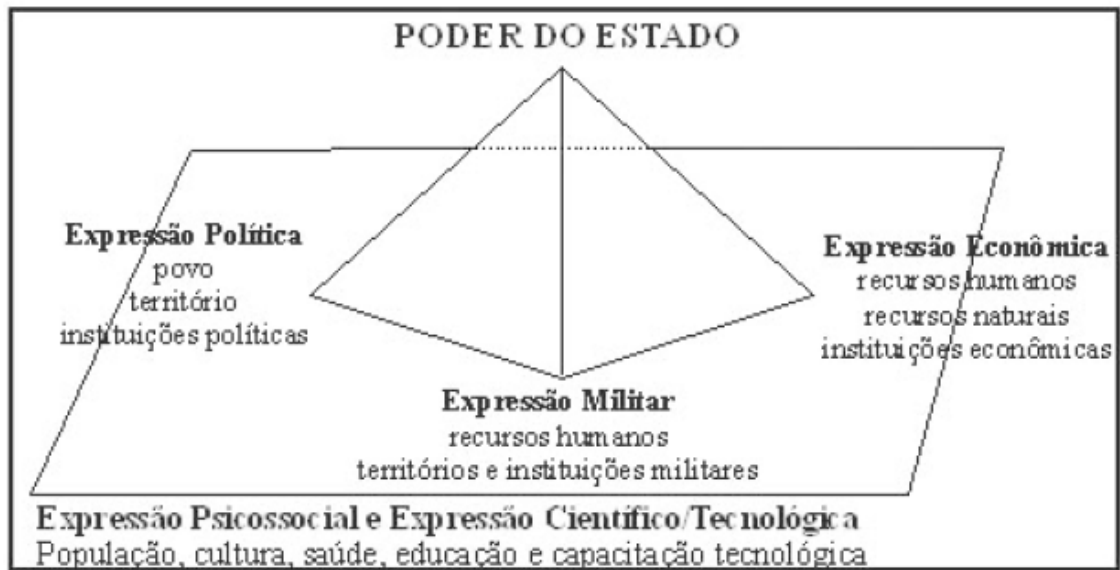 PODER DO ESTADO
Expressão Política
povo
território
instituições políticas
Expressão Econômica
recursos humanos
recursos naturais
instituições econômicas
Expressão Militar
recursos humanos
territórios e instituições militares
Expressão Psicossocial e Expressão Científico/Tecnológica
População, cultura, saúde, educação e capacitação tecnológica